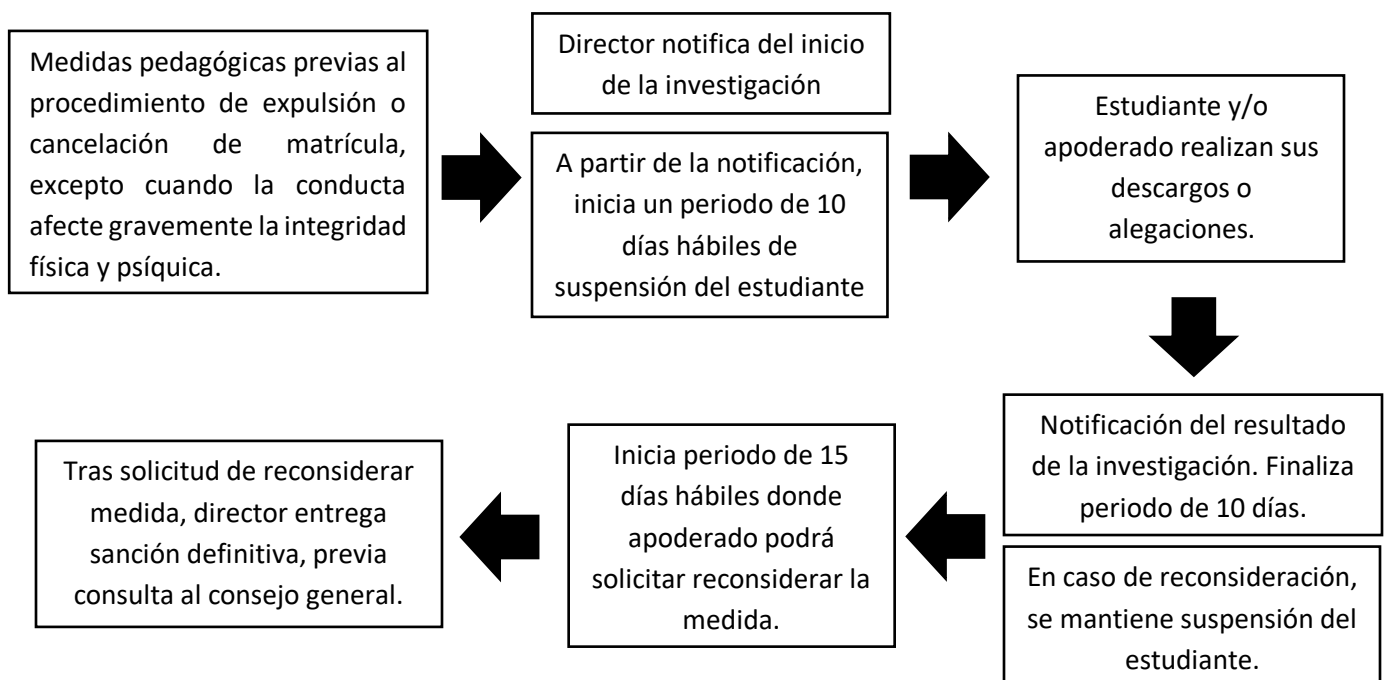 Medidas pedagógicas previas al
procedimiento de expulsión o
cancelación de matrícula,
excepto cuando la conducta
afecte gravemente la integridad
física y psíquica.
Director notifica del inicio
de la investigación
A partir de la notificación,
inicia un periodo de 10
días hábiles de
suspensión del estudiante
Estudiante y/o
apoderado realizan sus
descargos o
alegaciones.
Notificación del resultado
de la investigación. Finaliza
periodo de 10 días.
En caso de reconsideración,
se mantiene suspensión del
estudiante.
Inicia periodo de 15
días hábiles donde
apoderado podrá
solicitar reconsiderar la
medida.
Tras solicitud de reconsiderar
medida, director entrega
sanción definitiva, previa
consulta al consejo general.